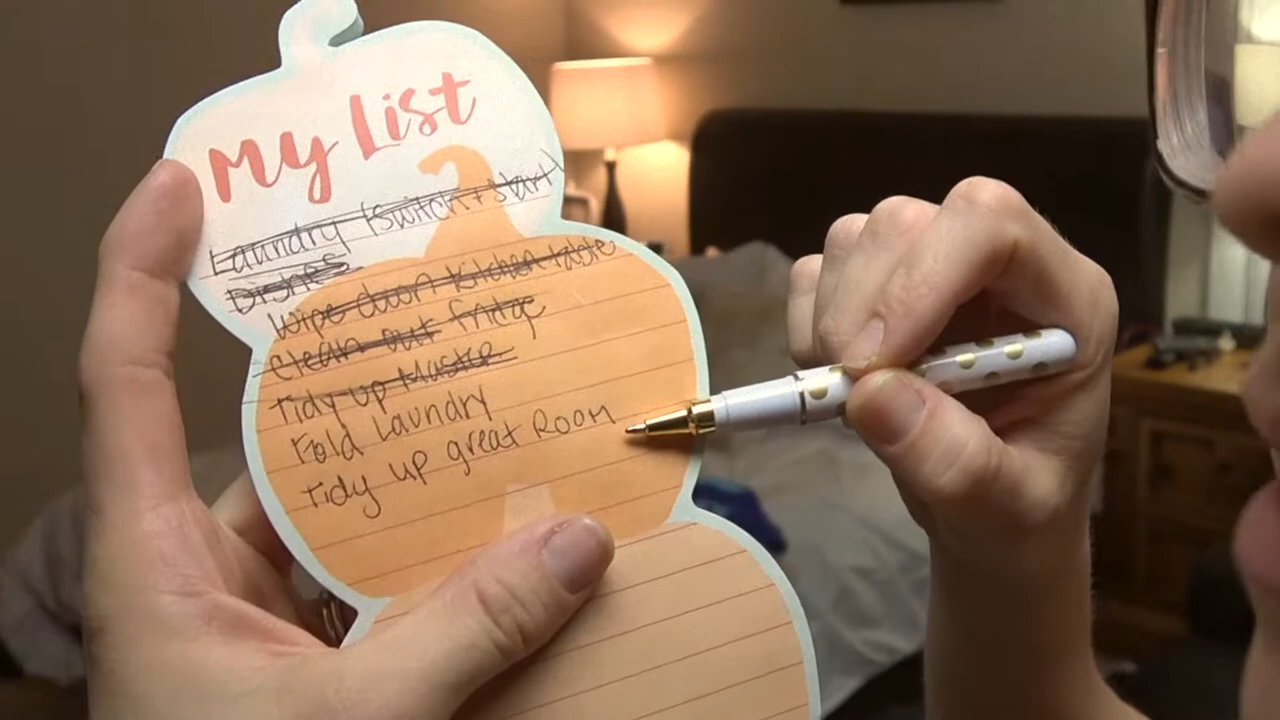 My List
Laundry (Switch + start)
Dishes
Wipe down kitchen table
clean out fridge
Tidy up Master
Fold Laundry
Tidy up great Room